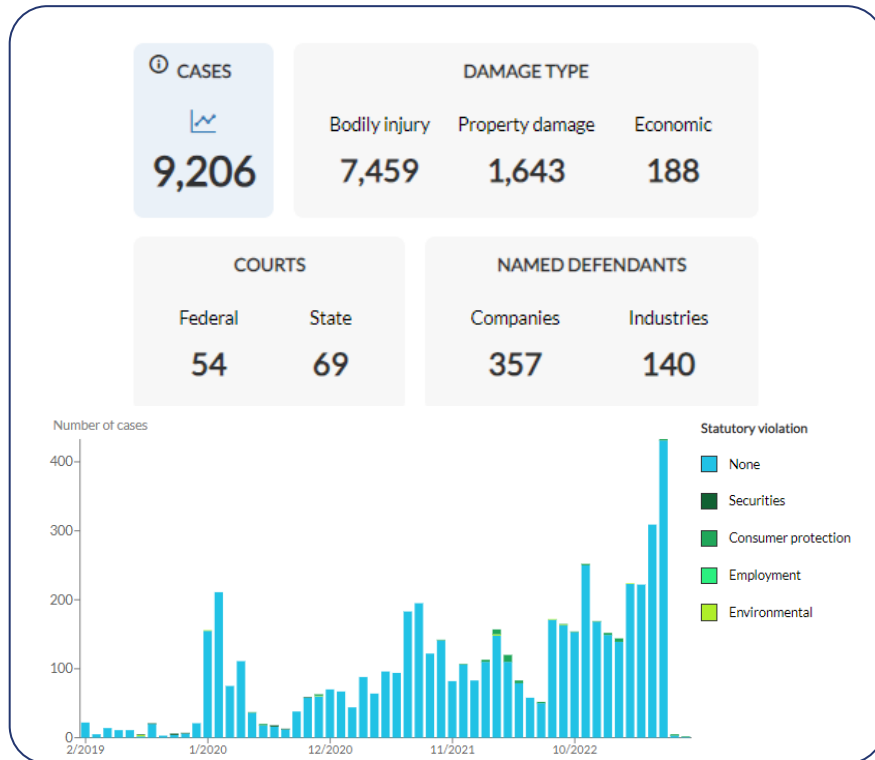 CASES
9,206
DAMAGE TYPE
Bodily injury Property damage Economic
7,459 1,643 188
COURTS
Federal State
54 69
NAMED DEFENDANTS
Companies Industries
357 140
Number of cases
400
300
200
100
0
2/2019 1/2020 12/2020 11/2021 10/2022
Statutory violation
None
Securities
Consumer protection
Employment
Environmental